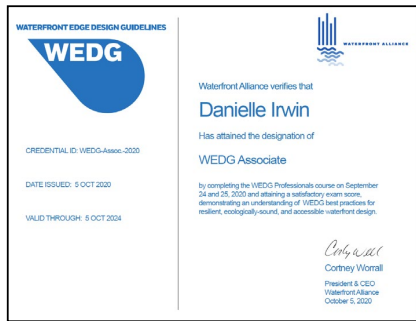 WATERFRONT EDGE DESIGN GUIDELINES
WEDG
CREDENTIAL ID: WEDG-Assoc.-2020
DATE ISSUED: 5 OCT 2020
VALID THROUGH: 5 OCT 2024
WATERFRONT ALLIANCE
Waterfront Alliance verifies that
Danielle Irwin
Has attained the designation of
WEDG Associate
by completing the WEDG Professionals course on September
24 and 25, 2020 and attaining a satisfactory exam score,
demonstrating an understanding of WEDG best practices for
resilient, ecologically-sound, and accessible waterfront design.
Cortney Worrall
President & CEO
Waterfront Alliance
October 5, 2020